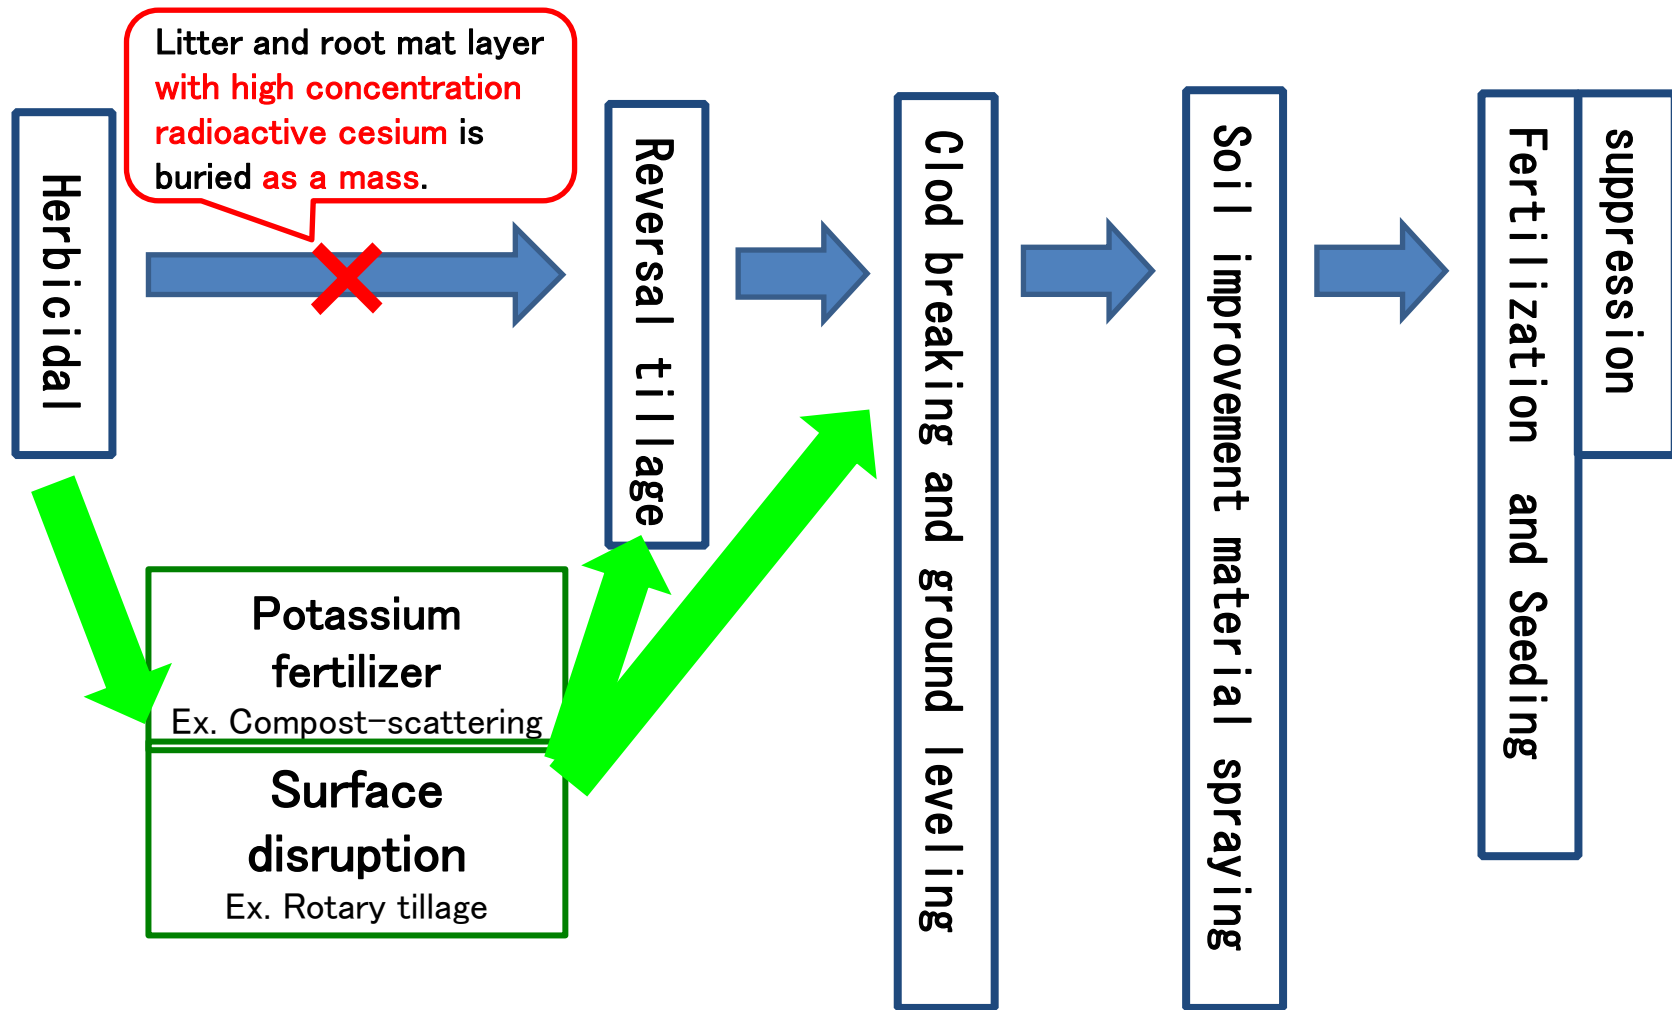 Litter and root mat layer
with high concentration
radioactive cesium is
buried as a mass.
Herbicidal
Reversal tillage
Clod breaking and ground leveling
Soil improvement material spraying
Fertilization and Seeding
suppression
Potassium
fertilizer
Ex. Compost-scattering
Surface
disruption
Ex. Rotary tillage